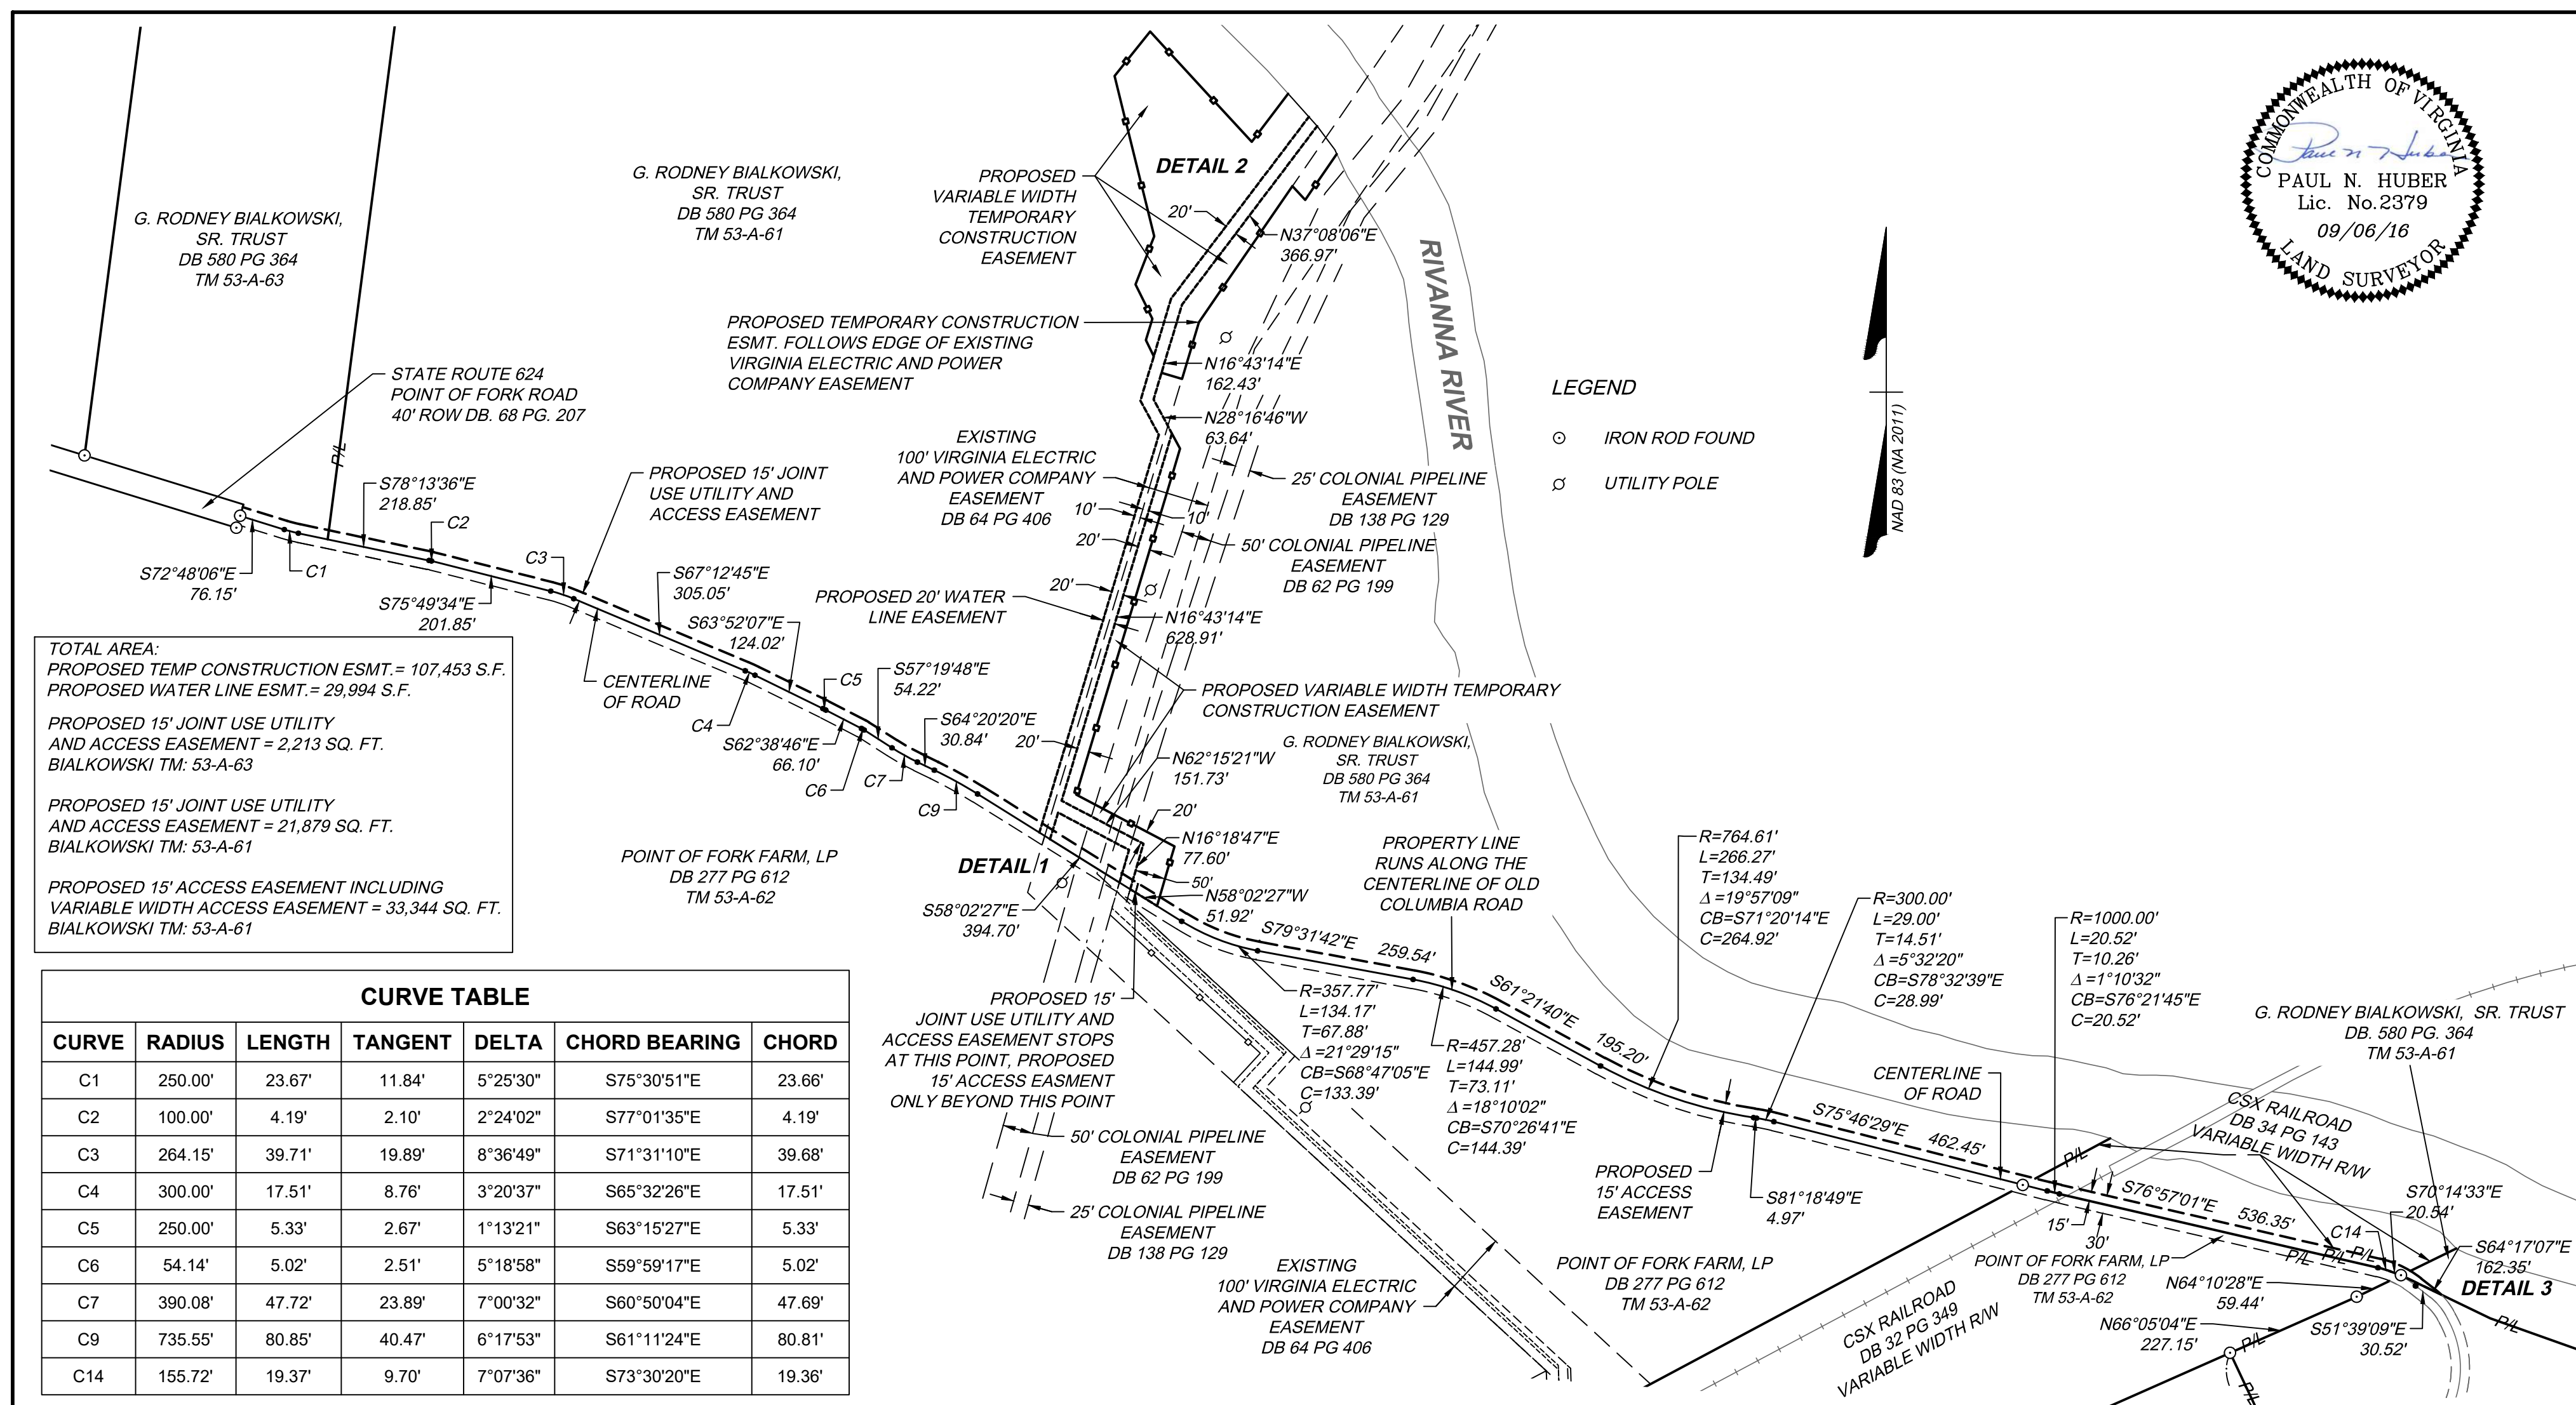 G. RODNEY BIALKOWSKI,
SR. TRUST
DB 580 PG 364
TM 53-A-63
G. RODNEY BIALKOWSKI,
SR. TRUST
DB 580 PG 364
TM 53-A-61
PROPOSED
VARIABLE WIDTH
TEMPORARY
CONSTRUCTION
EASEMENT
DETAIL 2
20'
N37°08'06"E
366.97'
RIVANNA RIVER
COMMONWEALTH OF VIRGINIA
Paul N Huber
PAUL N. HUBER
Lic. No.2379
09/06/16
LAND SURVEYOR
PROPOSED TEMPORARY CONSTRUCTION
ESMT. FOLLOWS EDGE OF EXISTING
VIRGINIA ELECTRIC AND POWER
COMPANY EASEMENT
N16°43'14"E
162.43'
N28°16'46"W
63.64'
STATE ROUTE 624
POINT OF FORK ROAD
40' ROW DB. 68 PG. 207
P/L
LEGEND
IRON ROD FOUND
UTILITY POLE
NAD 83 (NA 2011)
EXISTING
100' VIRGINIA ELECTRIC
AND POWER COMPANY
EASEMENT
DB 64 PG 406
25' COLONIAL PIPELINE
EASEMENT
DB 138 PG 129
10'
10'
20'
50' COLONIAL PIPELINE
EASEMENT
DB 62 PG 199
S78°13'36"E
218.85'
C2
PROPOSED 15' JOINT
USE UTILITY AND
ACCESS EASEMENT
C3
S72°48'06"E
76.15'
C1
S75°49'34"E
201.85'
S67°12'45"E
305.05'
20'
PROPOSED 20' WATER
LINE EASEMENT
N16°43'14"E
628.91'
S63°52'07"E
124.02'
CENTERLINE
OF ROAD
C5
S57°19'48"E
54.22'
C4
S62°38'46"E
66.10'
S64°20'20"E
30.84'
C6
C7
C9
20'
PROPOSED VARIABLE WIDTH TEMPORARY
CONSTRUCTION EASEMENT
N62°15'21"W
151.73'
G. RODNEY BIALKOWSKI,
SR. TRUST
DB 580 PG 364
TM 53-A-61
20'
N16°18'47"E
77.60'
50'
N58°02'27"W
51.92'
TOTAL AREA:
PROPOSED TEMP CONSTRUCTION ESMT.= 107,453 S.F.
PROPOSED WATER LINE ESMT.= 29,994 S.F.
PROPOSED 15' JOINT USE UTILITY
AND ACCESS EASEMENT = 2,213 SQ. FT.
BIALKOWSKI TM: 53-A-63
PROPOSED 15' JOINT USE UTILITY
AND ACCESS EASEMENT = 21,879 SQ. FT.
BIALKOWSKI TM: 53-A-61
PROPOSED 15' ACCESS EASEMENT INCLUDING
VARIABLE WIDTH ACCESS EASEMENT = 33,344 SQ. FT.
BIALKOWSKI TM: 53-A-61
POINT OF FORK FARM, LP
DB 277 PG 612
TM 53-A-62
DETAIL 1
S58°02'27"E
394.70'
PROPERTY LINE
RUNS ALONG THE
CENTERLINE OF OLD
COLUMBIA ROAD
S79°31'42"E 259.54'
S61°21'40"E 195.20'
R=764.61'
L=266.27'
T=134.49'
Δ =19°57'09"
CB=S71°20'14"E
C=264.92'
R=300.00'
L=29.00'
T=14.51'
Δ =5°32'20"
CB=S78°32'39"E
C=28.99'
R=1000.00'
L=20.52'
T=10.26'
Δ =1°10'32"
CB=S76°21'45"E
C=20.52'
G. RODNEY BIALKOWSKI, SR. TRUST
DB. 580 PG. 364
TM 53-A-61
PROPOSED 15'
JOINT USE UTILITY AND
ACCESS EASEMENT STOPS
AT THIS POINT, PROPOSED
15' ACCESS EASMENT
ONLY BEYOND THIS POINT
R=357.77'
L=134.17'
T=67.88'
Δ =21°29'15"
CB=S68°47'05"E
C=133.39'
R=457.28'
L=144.99'
T=73.11'
Δ =18°10'02"
CB=S70°26'41"E
C=144.39'
CENTERLINE
OF ROAD
S75°46'29"E 462.45'
CSX RAILROAD
DB 34 PG 143
VARIABLE WIDTH R/W
P/L
50' COLONIAL PIPELINE
EASEMENT
DB 62 PG 199
25' COLONIAL PIPELINE
EASEMENT
DB 138 PG 129
PROPOSED
15' ACCESS
EASEMENT
S81°18'49"E
4.97'
S76°57'01"E 536.35'
S70°14'33"E
20.54'
C14
15'
30'
P/L P/L P/L
S64°17'07"E
162.35'
DETAIL 3
EXISTING
100' VIRGINIA ELECTRIC
AND POWER COMPANY
EASEMENT
DB 64 PG 406
POINT OF FORK FARM, LP
DB 277 PG 612
TM 53-A-62
POINT OF FORK FARM, LP
DB 277 PG 612
TM 53-A-62
CSX RAILROAD
DB 32 PG 349
VARIABLE WIDTH R/W
N64°10'28"E
59.44'
N66°05'04"E
227.15'
S51°39'09"E
30.52'
P/L
P/L
P/L
CURVE TABLE
CURVE RADIUS LENGTH TANGENT DELTA CHORD BEARING CHORD
C1 250.00' 23.67' 11.84' 5°25'30" S75°30'51"E 23.66'
C2 100.00' 4.19' 2.10' 2°24'02" S77°01'35"E 4.19'
C3 264.15' 39.71' 19.89' 8°36'49" S71°31'10"E 39.68'
C4 300.00' 17.51' 8.76' 3°20'37" S65°32'26"E 17.51'
C5 250.00' 5.33' 2.67' 1°13'21" S63°15'27"E 5.33'
C6 54.14' 5.02' 2.51' 5°18'58" S59°59'17"E 5.02'
C7 390.08' 47.72' 23.89' 7°00'32" S60°50'04"E 47.69'
C9 735.55' 80.85' 40.47' 6°17'53" S61°11'24"E 80.81'
C14 155.72' 19.37' 9.70' 7°07'36" S73°30'20"E 19.36'